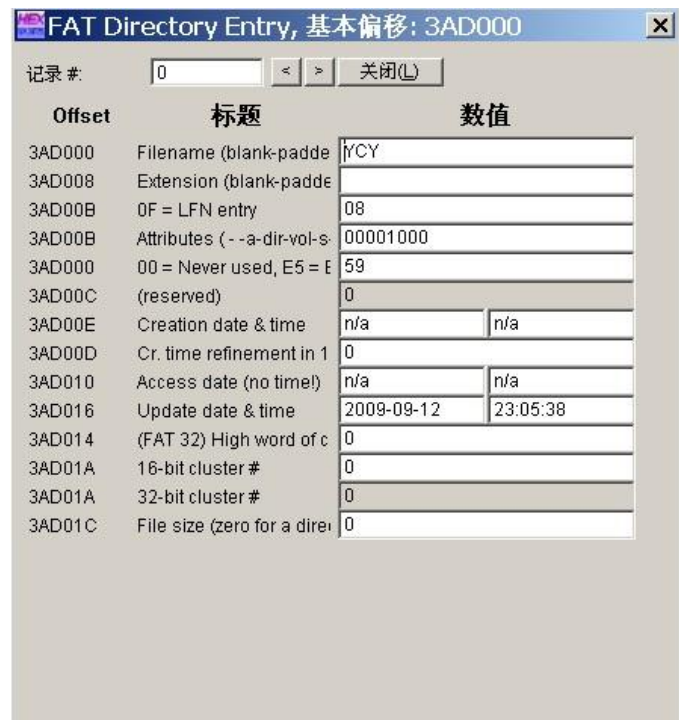 FAT Directory Entry, 基本偏移: 3AD000
记录 #: 0 < > 关闭(L)
Offset 标题 数值
3AD000 Filename (blank-padde YCY
3AD008 Extension (blank-padde
3AD00B 0F = LFN entry 08
3AD00B Attributes ( - -a-dir-vol-s- 00001000
3AD000 00 = Never used, E5 = E 59
3AD00C (reserved) 0
3AD00E Creation date & time n/a n/a
3AD00D Cr. time refinement in 1 0
3AD010 Access date (no time!) n/a n/a
3AD016 Update date & time 2009-09-12 23:05:38
3AD014 (FAT 32) High word of c 0
3AD01A 16-bit cluster # 0
3AD01A 32-bit cluster # 0
3AD01C File size (zero for a dire 0